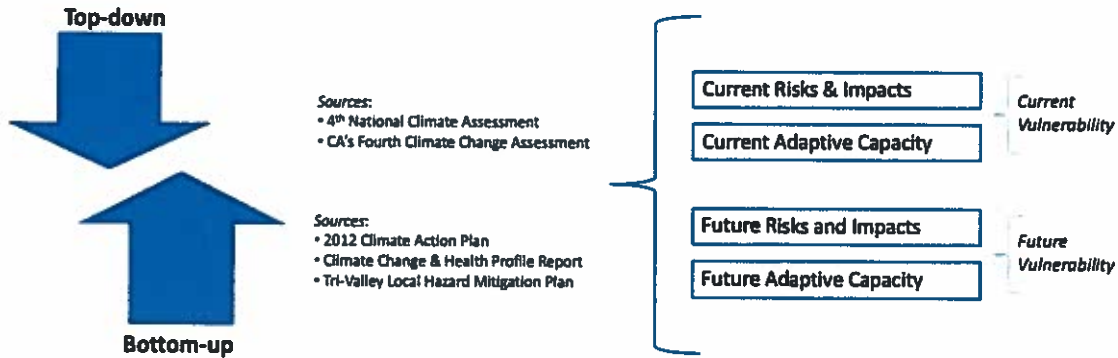 Top-down
Sources:
• 4th National Climate Assessment
• CA's Fourth Climate Change Assessment
Sources:
• 2012 Climate Action Plan
• Climate Change & Health Profile Report
• Tri-Valley Local Hazard Mitigation Plan
Bottom-up
Current Risks & Impacts
Current Adaptive Capacity
Current
Vulnerability
Future Risks and Impacts
Future Adaptive Capacity
Future
Vulnerability